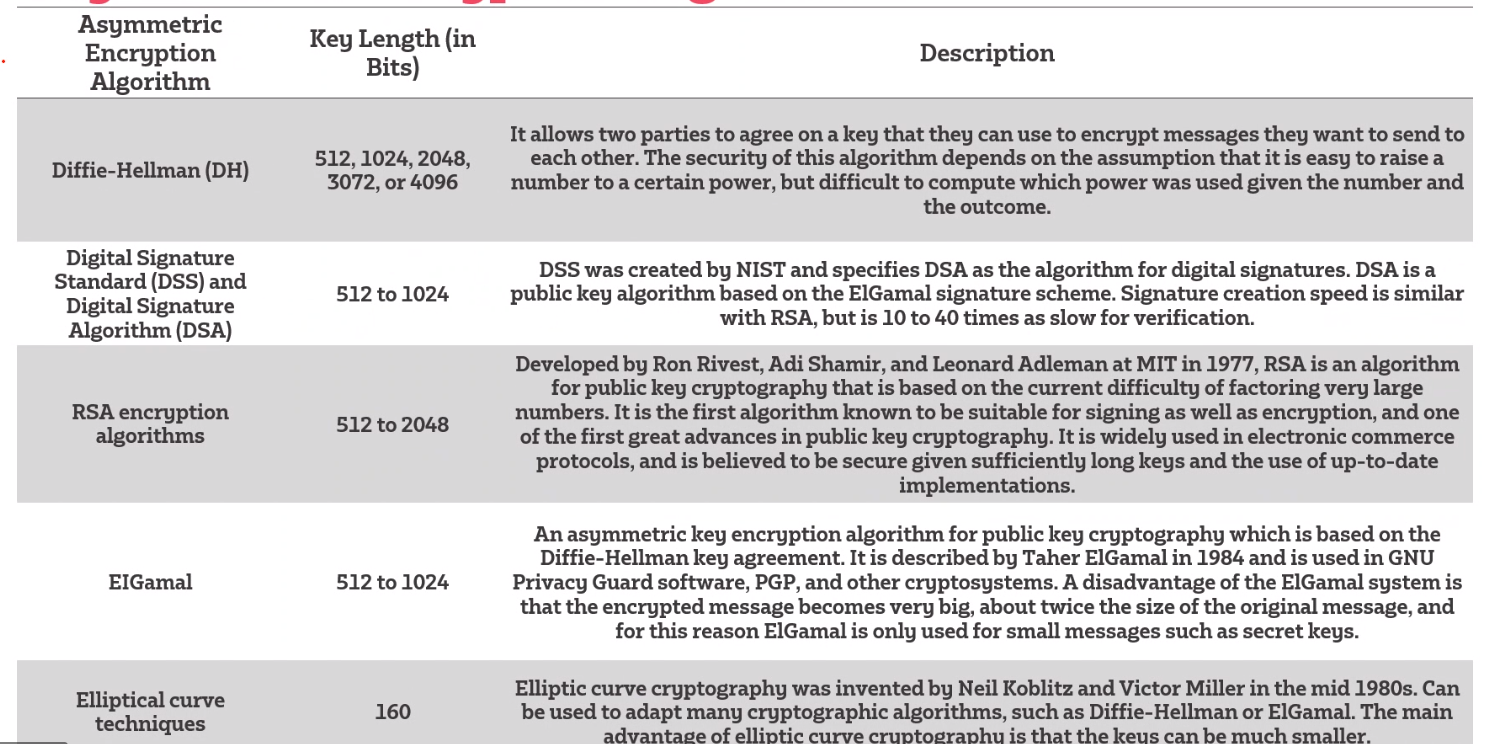 Asymmetric
Encryption
Algorithm
Key Length (in
Bits)
Description
Diffie-Hellman (DH)
512, 1024, 2048,
3072, or 4096
It allows two parties to agree on a key that they can use to encrypt messages they want to send to
each other. The security of this algorithm depends on the assumption that it is easy to raise a
number to a certain power, but difficult to compute which power was used given the number and
the outcome.
Digital Signature
Standard (DSS) and
Digital Signature
Algorithm (DSA)
512 to 1024
DSS was created by NIST and specifies DSA as the algorithm for digital signatures. DSA is a
public key algorithm based on the ElGamal signature scheme. Signature creation speed is similar
with RSA, but is 10 to 40 times as slow for verification.
RSA encryption
algorithms
512 to 2048
Developed by Ron Rivest, Adi Shamir, and Leonard Adleman at MIT in 1977, RSA is an algorithm
for public key cryptography that is based on the current difficulty of factoring very large
numbers. It is the first algorithm known to be suitable for signing as well as encryption, and one
of the first great advances in public key cryptography. It is widely used in electronic commerce
protocols, and is believed to be secure given sufficiently long keys and the use of up-to-date
implementations.
EIGamal
512 to 1024
An asymmetric key encryption algorithm for public key cryptography which is based on the
Diffie-Hellman key agreement. It is described by Taher ElGamal in 1984 and is used in GNU
Privacy Guard software, PGP, and other cryptosystems. A disadvantage of the ElGamal system is
that the encrypted message becomes very big, about twice the size of the original message, and
for this reason ElGamal is only used for small messages such as secret keys.
Elliptical curve
techniques
160
Elliptic curve cryptography was invented by Neil Koblitz and Victor Miller in the mid 1980s. Can
be used to adapt many cryptographic algorithms, such as Diffie-Hellman or ElGamal. The main
advantage of elliptic curve cryptography is that the keys can be much smaller.